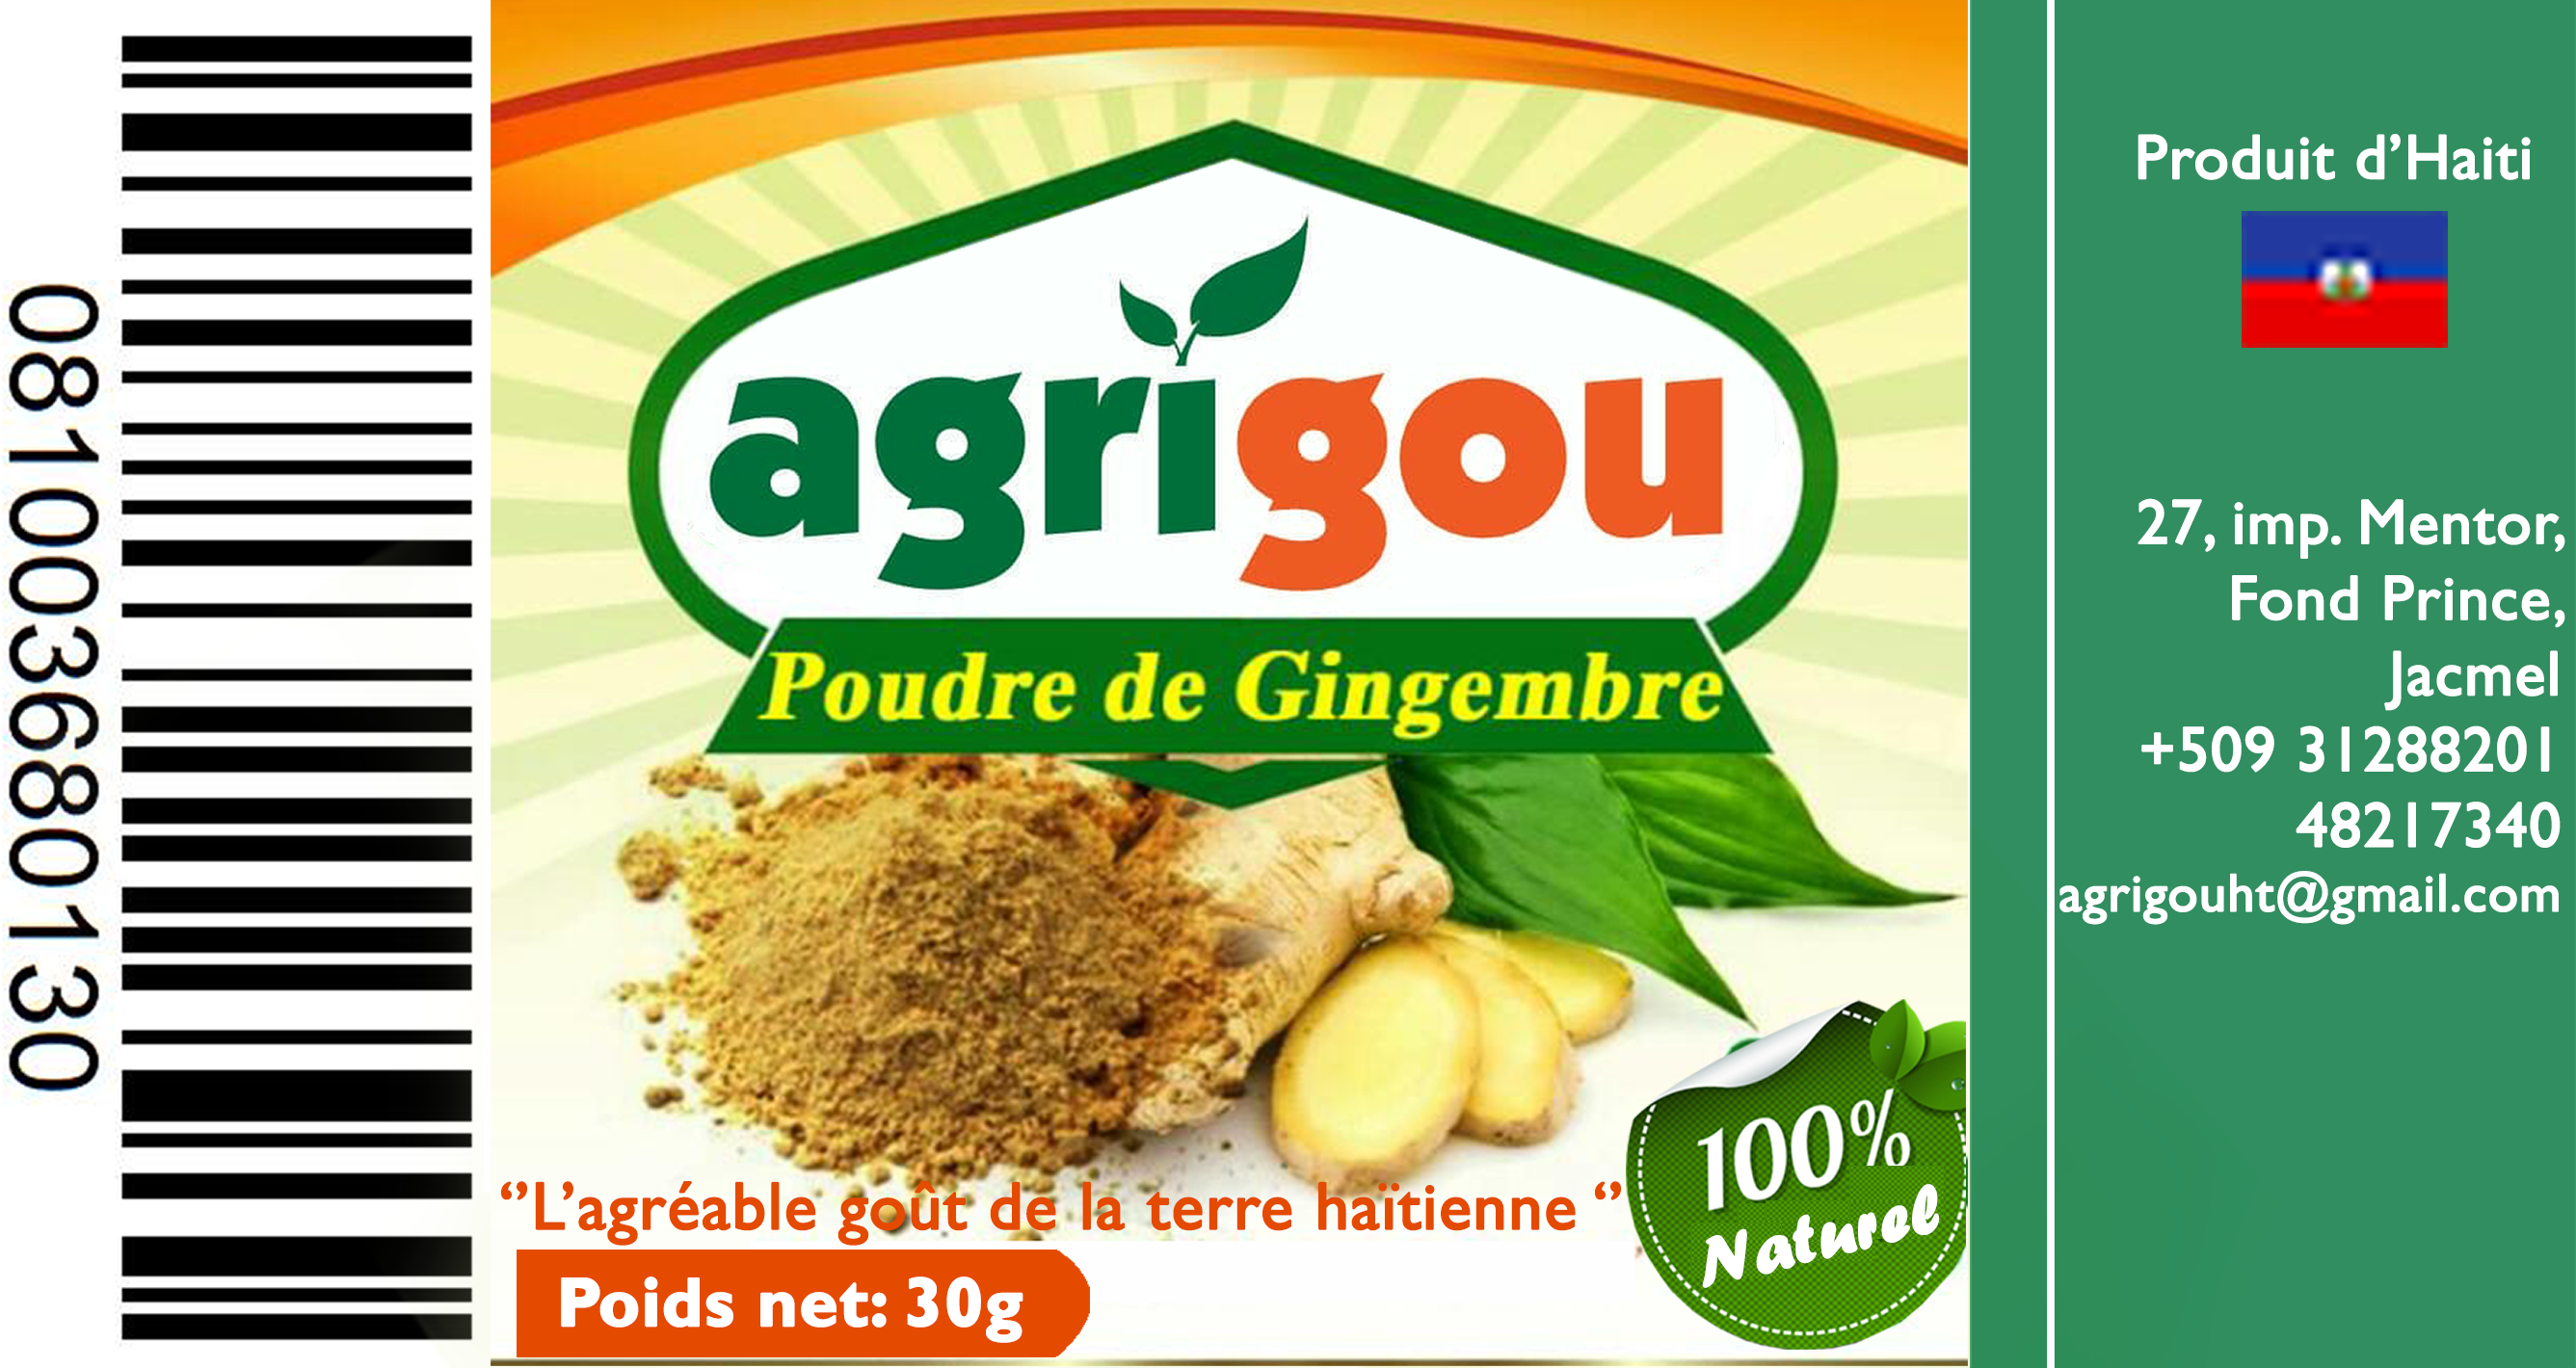 081003680130
agrigou
Poudre de Gingembre
‘’L’agréable goût de la terre haïtienne ‘’
Poids net: 30g
100%
Naturel
Produit d’Haiti
27, imp. Mentor,
Fond Prince,
Jacmel
+509 31288201
48217340
agrigouht@gmail.com